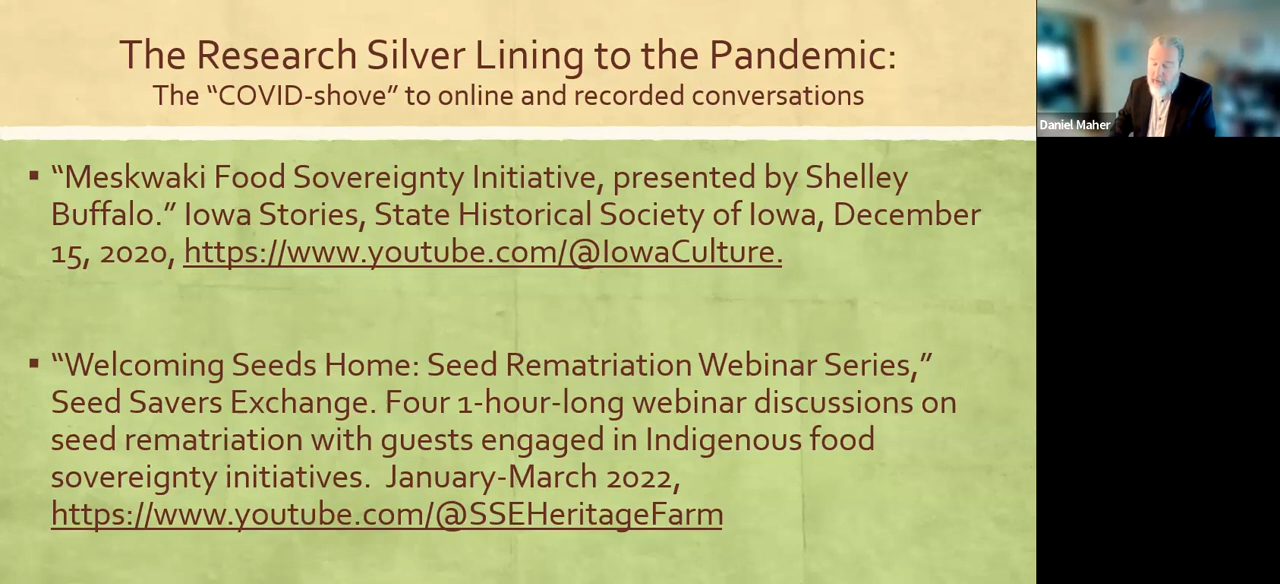 The Research Silver Lining to the Pandemic:
The “COVID-shove” to online and recorded conversations
▪ “Meskwaki Food Sovereignty Initiative, presented by Shelley
Buffalo.” Iowa Stories, State Historical Society of Iowa, December
15, 2020, https://www.youtube.com/@IowaCulture.
▪ “Welcoming Seeds Home: Seed Rematriation Webinar Series,”
Seed Savers Exchange. Four 1-hour-long webinar discussions on
seed rematriation with guests engaged in Indigenous food
sovereignty initiatives.  January-March 2022,
https://www.youtube.com/@SSEHeritageFarm
Daniel Maher